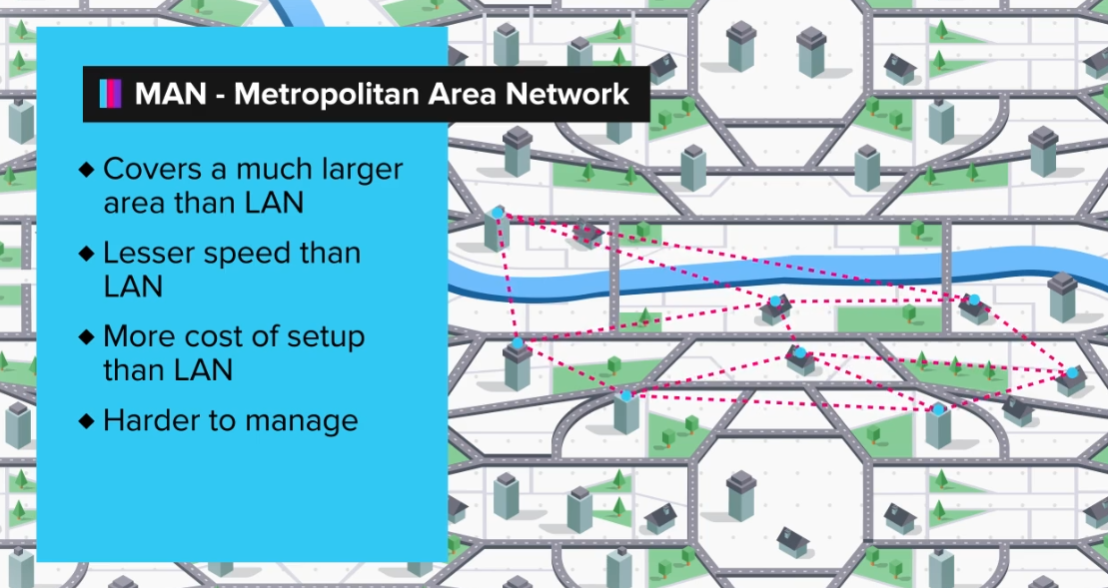 MAN - Metropolitan Area Network
◆ Covers a much larger
area than LAN
◆ Lesser speed than
LAN
◆ More cost of setup
than LAN
◆ Harder to manage